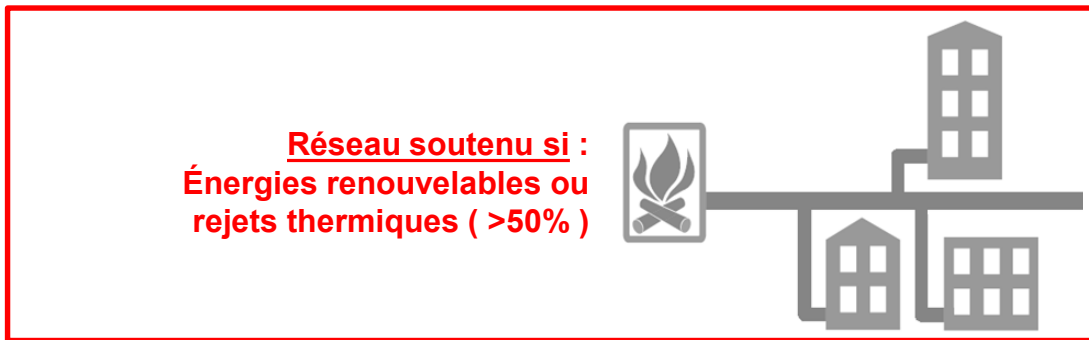 Réseau soutenu si :
Énergies renouvelables ou
rejets thermiques ( >50% )